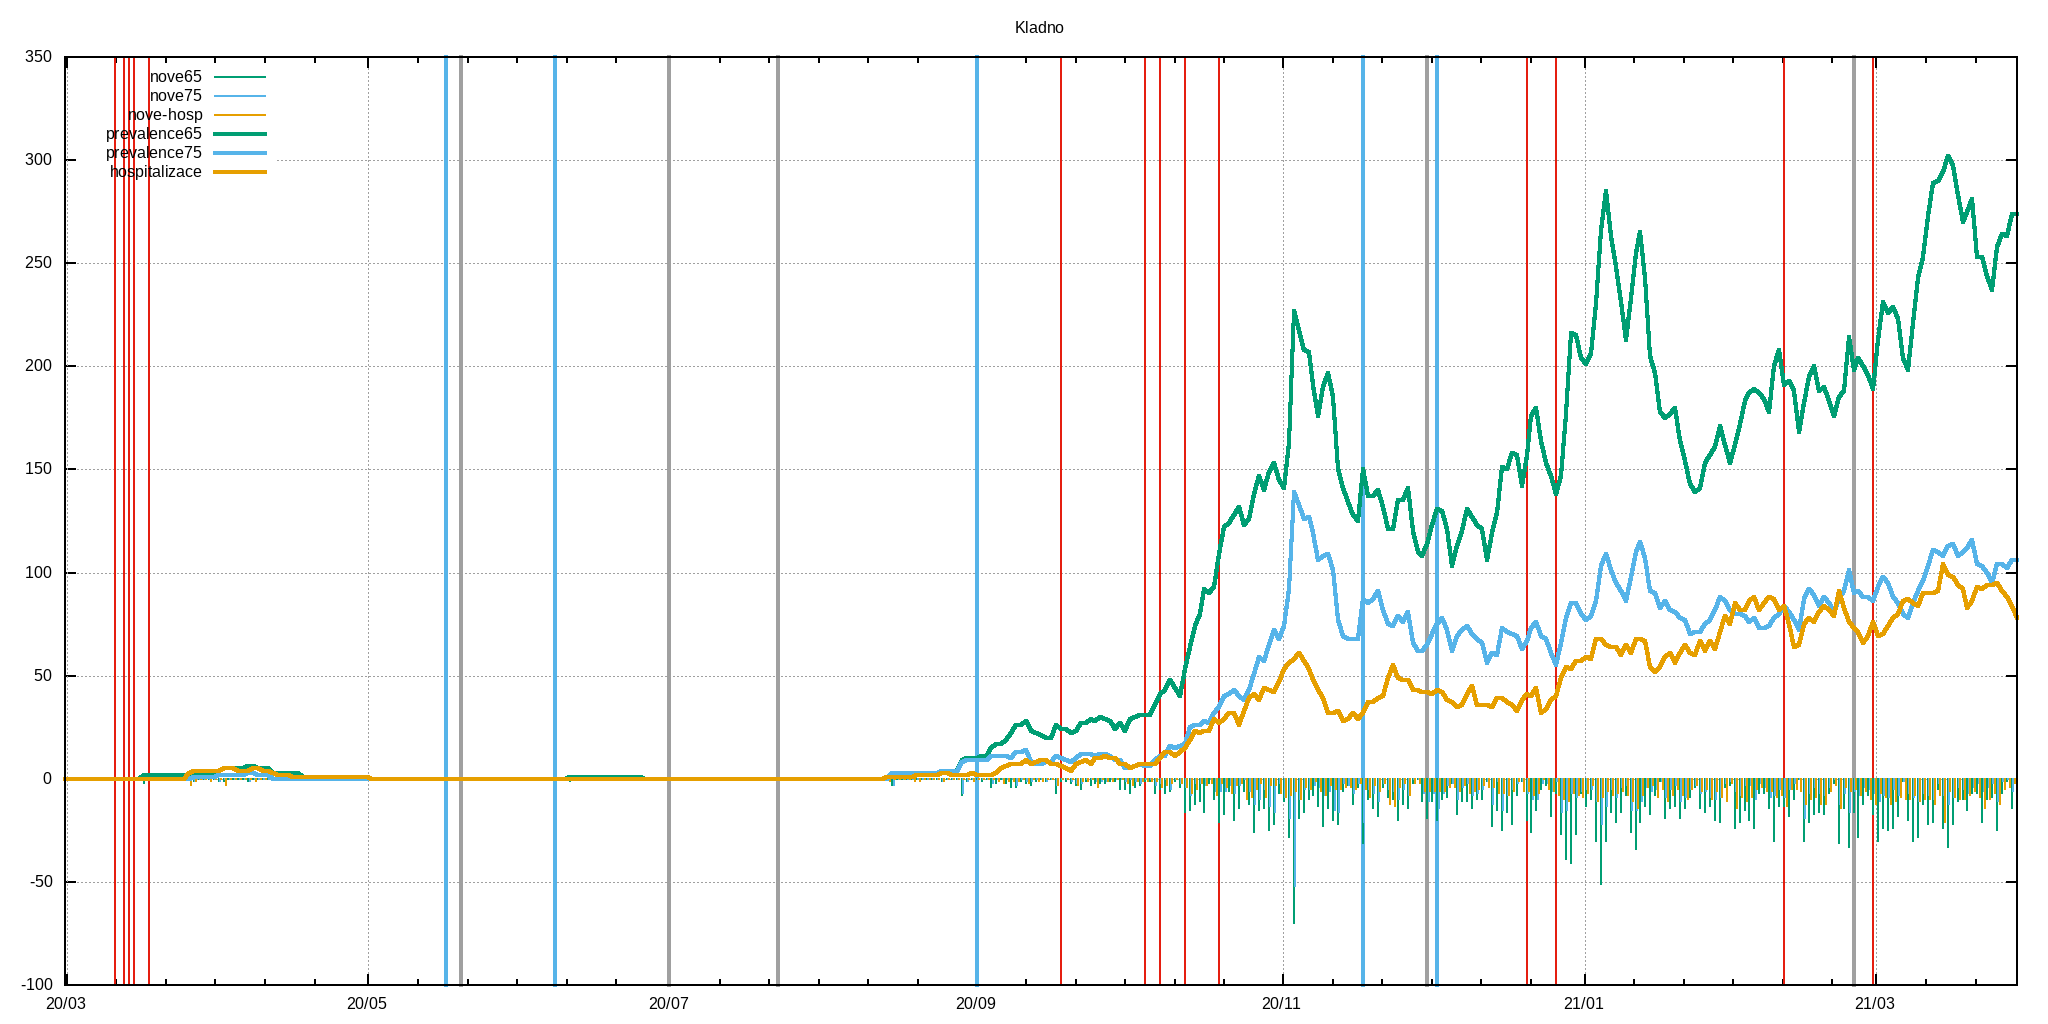 Kladno
350
300
250
200
150
100
50
0
-50
-100
nove65
nove75
nove-hosp
prevalence65
prevalence75
hospitalizace
20/03 20/05 20/07 20/09 20/11 21/01 21/03